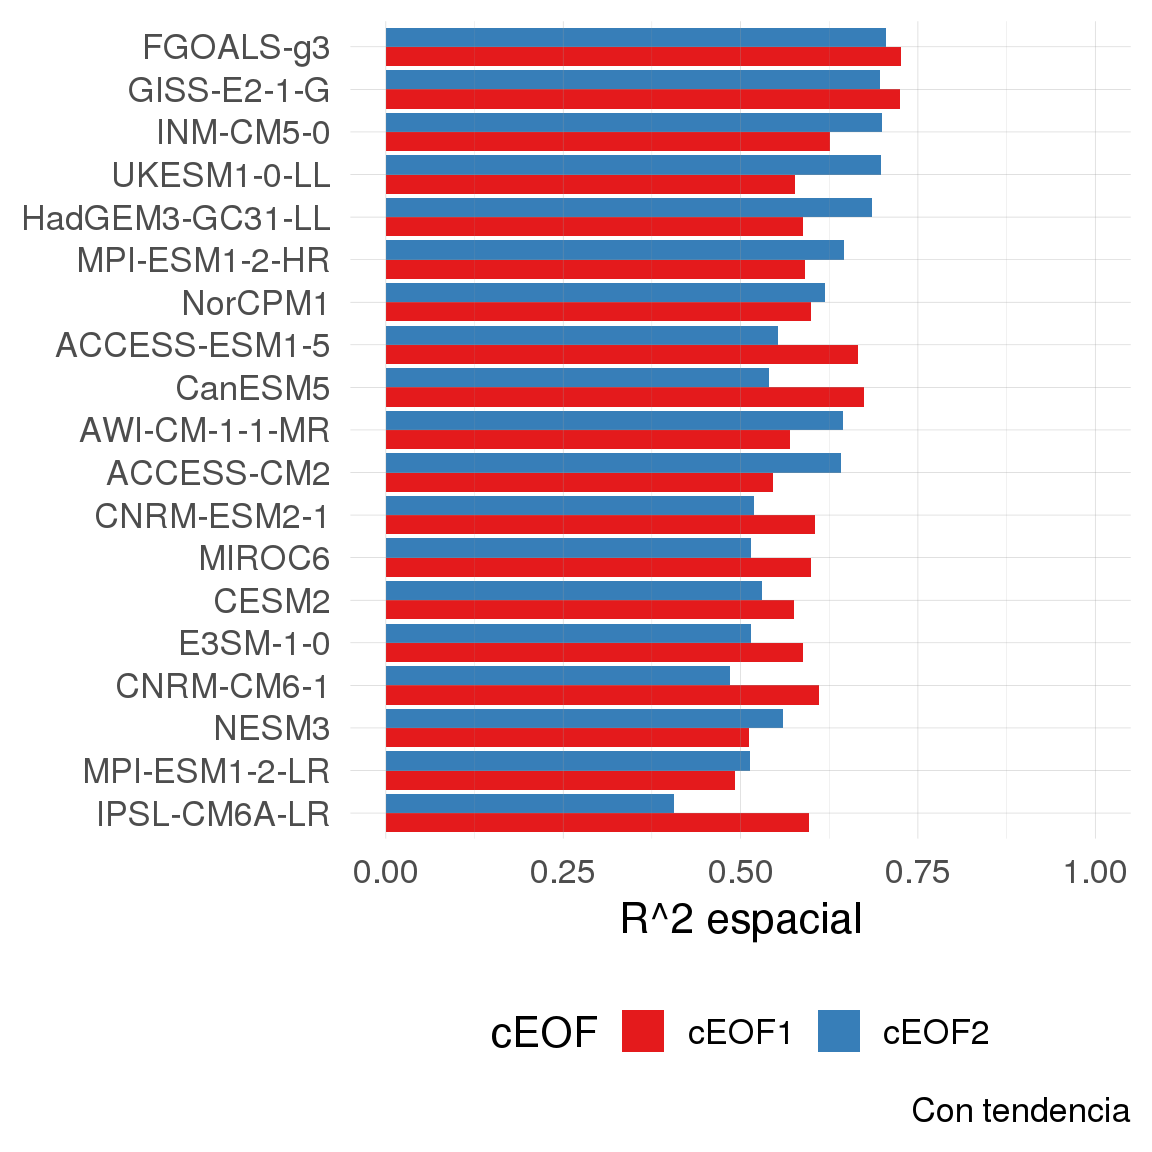 FGOALS-g3
GISS-E2-1-G
INM-CM5-0
UKESM1-0-LL
HadGEM3-GC31-LL
MPI-ESM1-2-HR
NorCPM1
ACCESS-ESM1-5
CanESM5
AWI-CM-1-1-MR
ACCESS-CM2
CNRM-ESM2-1
MIROC6
CESM2
E3SM-1-0
CNRM-CM6-1
NESM3
MPI-ESM1-2-LR
IPSL-CM6A-LR
0.00 0.25 0.50 0.75 1.00
R^2 espacial
cEOF cEOF1 cEOF2
Con tendencia